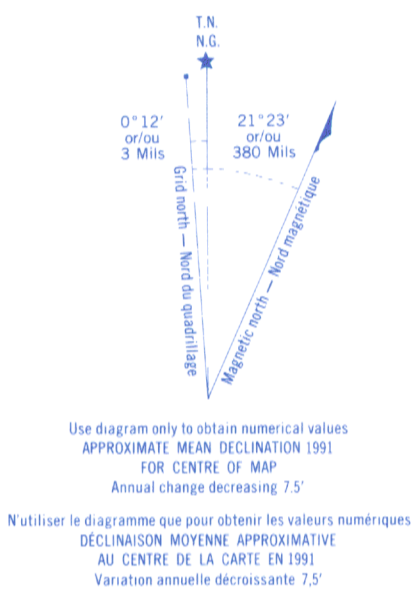 T.N.
N.G.
0°12'
or/ou
3 Mils
21°23'
or/ou
380 Mils
Grid north — Nord du quadrillage
Magnetic north — Nord magnétique
Use diagram only to obtain numerical values
APPROXIMATE MEAN DECLINATION 1991
FOR CENTRE OF MAP
Annual change decreasing 7.5'
N'utiliser le diagramme que pour obtenir les valeurs numériques
DÉCLINAISON MOYENNE APPROXIMATIVE
AU CENTRE DE LA CARTE EN 1991
Variation annuelle décroissante 7,5'